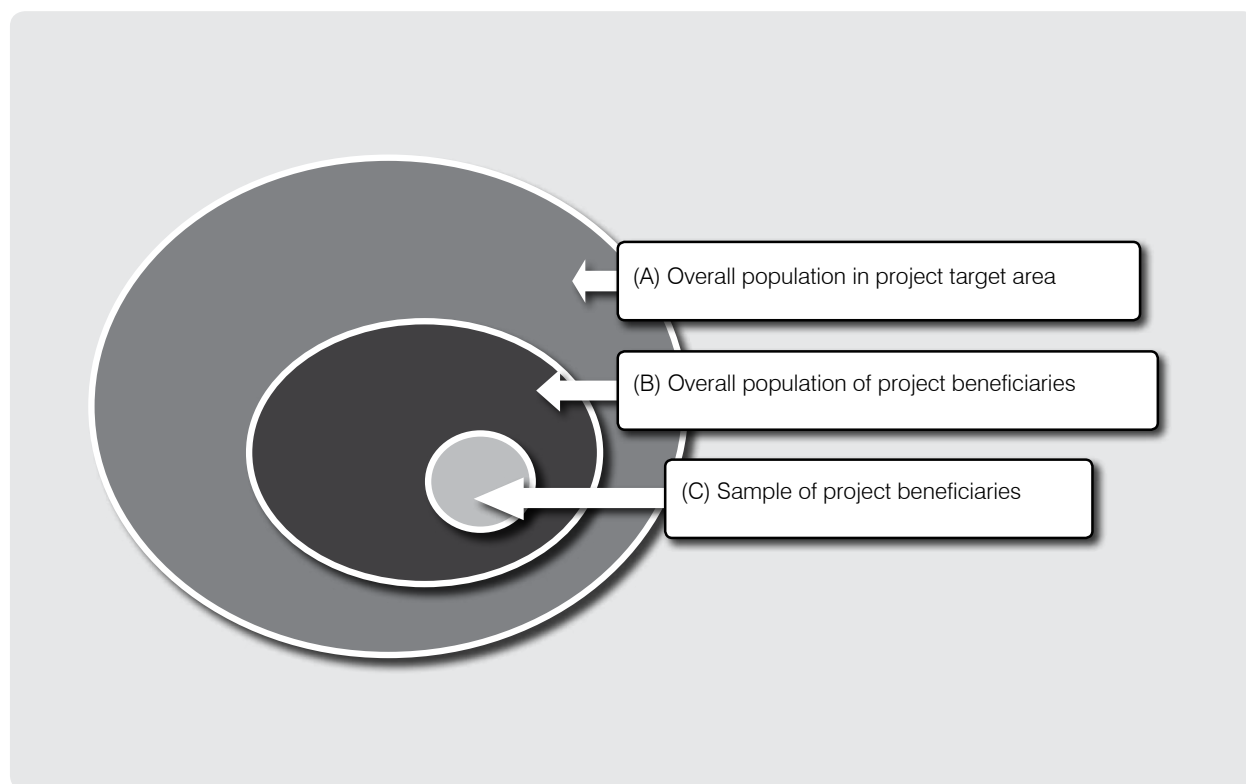 (A) Overall population in project target area
(B) Overall population of project beneficiaries
(C) Sample of project beneficiaries